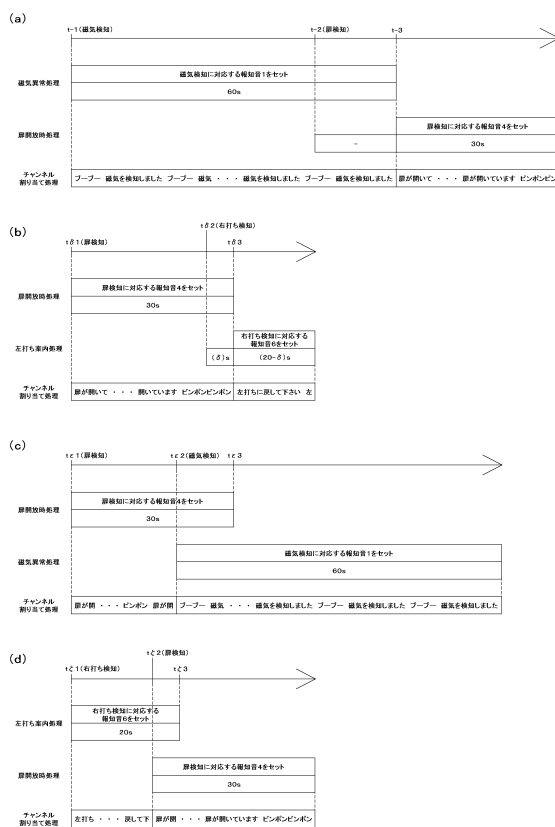 (a)
t-1(磁気検知)
t-2(扉検知)
t-3
磁気異常処理
磁気検知に対応する報知音1をセット
60s
扉開放時処理
扉検知に対応する報知音4をセット
-
30s
チャンネル
割り当て処理
ブーブー 磁気を検知しました ブーブー 磁気 ・・・ 磁気を検知しました ブーブー 磁気を検知しました
扉が開いて ・・・ 扉が開いています ピンポンピン
(b)
tδ1(扉検知)
tδ2(右打ち検知)
tδ3
扉開放時処理
扉検知に対応する報知音4をセット
30s
左打ち案内処理
右打ち検知に対応する
報知音6をセット
(δ)s
(20-δ)s
チャンネル
割り当て処理
扉が開いて ・・・ 開いています ピンポンピンポン
左打ちに戻して下さい 左
(c)
tε1(扉検知)
tε2(磁気検知)
tε3
扉開放時処理
扉検知に対応する報知音4をセット
30s
磁気異常処理
磁気検知に対応する報知音1をセット
60s
チャンネル
割り当て処理
扉が開 ・・・ ピンポン 扉が開
ブーブー 磁気 ・・・ 磁気を検知しました ブーブー 磁気を検知しました ブーブー 磁気を検知しました
(d)
tζ1(右打ち検知)
tζ2(扉検知)
tζ3
左打ち案内処理
右打ち検知に対応する
報知音6をセット
20s
扉開放時処理
扉検知に対応する報知音4をセット
30s
チャンネル
割り当て処理
左打ち ・・・ 戻して下
扉が開 ・・・ 扉が開いています ピンポンピンポン